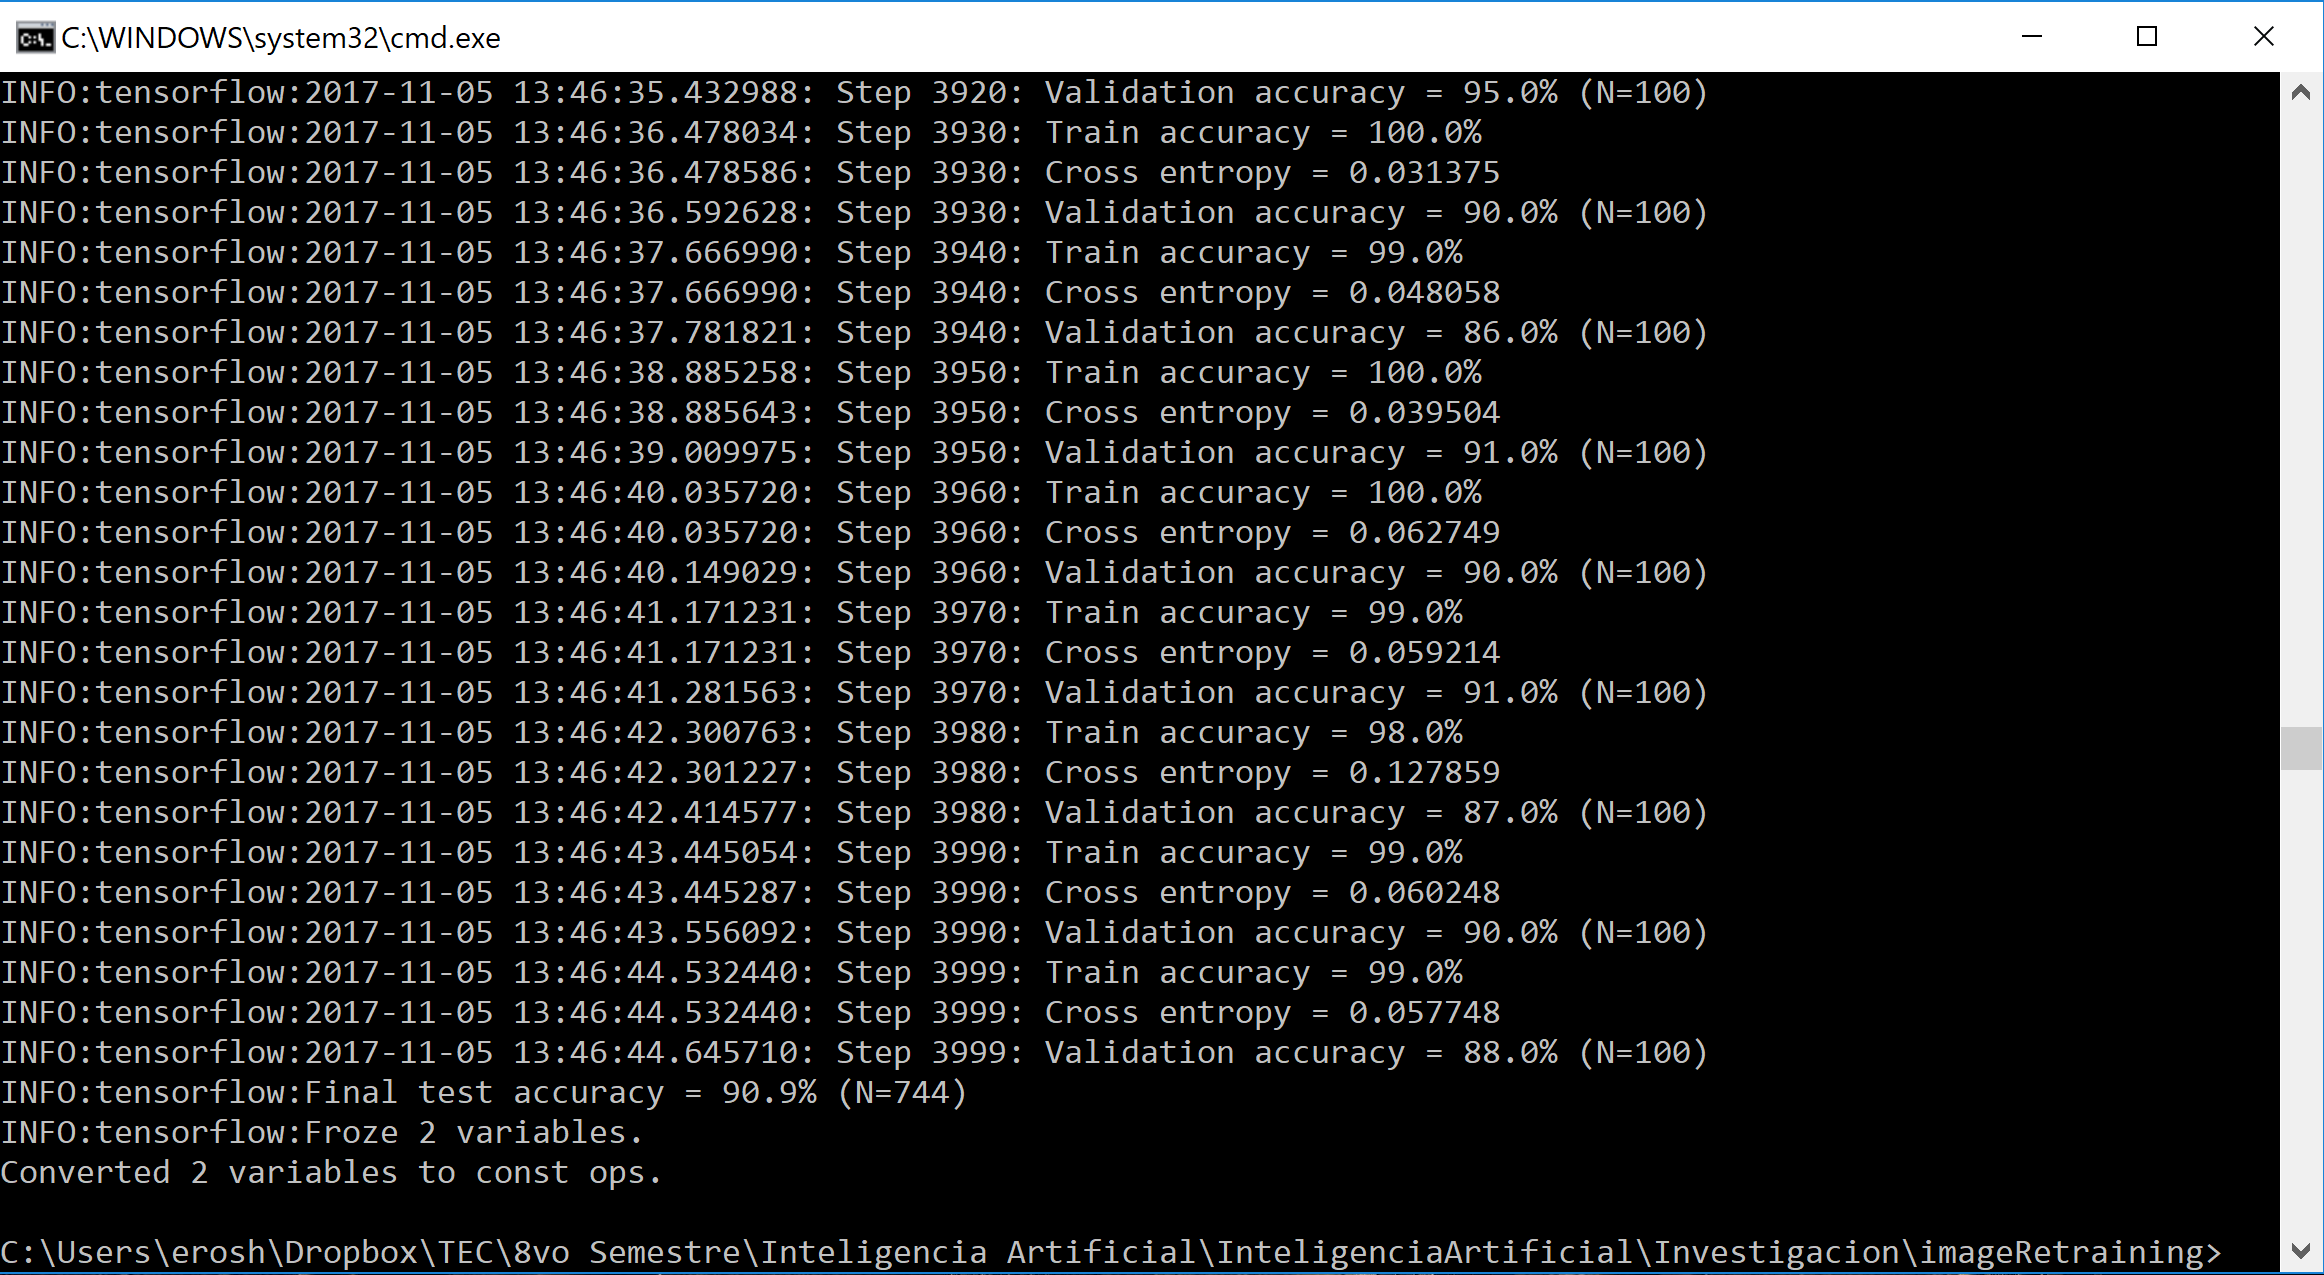 C:\WINDOWS\system32\cmd.exe
INFO:tensorflow:2017-11-05 13:46:35.432988: Step 3920: Validation accuracy = 95.0% (N=100)
INFO:tensorflow:2017-11-05 13:46:36.478034: Step 3930: Train accuracy = 100.0%
INFO:tensorflow:2017-11-05 13:46:36.478586: Step 3930: Cross entropy = 0.031375
INFO:tensorflow:2017-11-05 13:46:36.592628: Step 3930: Validation accuracy = 90.0% (N=100)
INFO:tensorflow:2017-11-05 13:46:37.666990: Step 3940: Train accuracy = 99.0%
INFO:tensorflow:2017-11-05 13:46:37.666990: Step 3940: Cross entropy = 0.048058
INFO:tensorflow:2017-11-05 13:46:37.781821: Step 3940: Validation accuracy = 86.0% (N=100)
INFO:tensorflow:2017-11-05 13:46:38.885258: Step 3950: Train accuracy = 100.0%
INFO:tensorflow:2017-11-05 13:46:38.885643: Step 3950: Cross entropy = 0.039504
INFO:tensorflow:2017-11-05 13:46:39.009975: Step 3950: Validation accuracy = 91.0% (N=100)
INFO:tensorflow:2017-11-05 13:46:40.035720: Step 3960: Train accuracy = 100.0%
INFO:tensorflow:2017-11-05 13:46:40.035720: Step 3960: Cross entropy = 0.062749
INFO:tensorflow:2017-11-05 13:46:40.149029: Step 3960: Validation accuracy = 90.0% (N=100)
INFO:tensorflow:2017-11-05 13:46:41.171231: Step 3970: Train accuracy = 99.0%
INFO:tensorflow:2017-11-05 13:46:41.171231: Step 3970: Cross entropy = 0.059214
INFO:tensorflow:2017-11-05 13:46:41.281563: Step 3970: Validation accuracy = 91.0% (N=100)
INFO:tensorflow:2017-11-05 13:46:42.300763: Step 3980: Train accuracy = 98.0%
INFO:tensorflow:2017-11-05 13:46:42.301227: Step 3980: Cross entropy = 0.127859
INFO:tensorflow:2017-11-05 13:46:42.414577: Step 3980: Validation accuracy = 87.0% (N=100)
INFO:tensorflow:2017-11-05 13:46:43.445054: Step 3990: Train accuracy = 99.0%
INFO:tensorflow:2017-11-05 13:46:43.445287: Step 3990: Cross entropy = 0.060248
INFO:tensorflow:2017-11-05 13:46:43.556092: Step 3990: Validation accuracy = 90.0% (N=100)
INFO:tensorflow:2017-11-05 13:46:44.532440: Step 3999: Train accuracy = 99.0%
INFO:tensorflow:2017-11-05 13:46:44.532440: Step 3999: Cross entropy = 0.057748
INFO:tensorflow:2017-11-05 13:46:44.645710: Step 3999: Validation accuracy = 88.0% (N=100)
INFO:tensorflow:Final test accuracy = 90.9% (N=744)
INFO:tensorflow:Froze 2 variables.
Converted 2 variables to const ops.
C:\Users\erosh\Dropbox\TEC\8vo Semestre\Inteligencia Artificial\InteligenciaArtificial\Investigacion\imageRetraining>